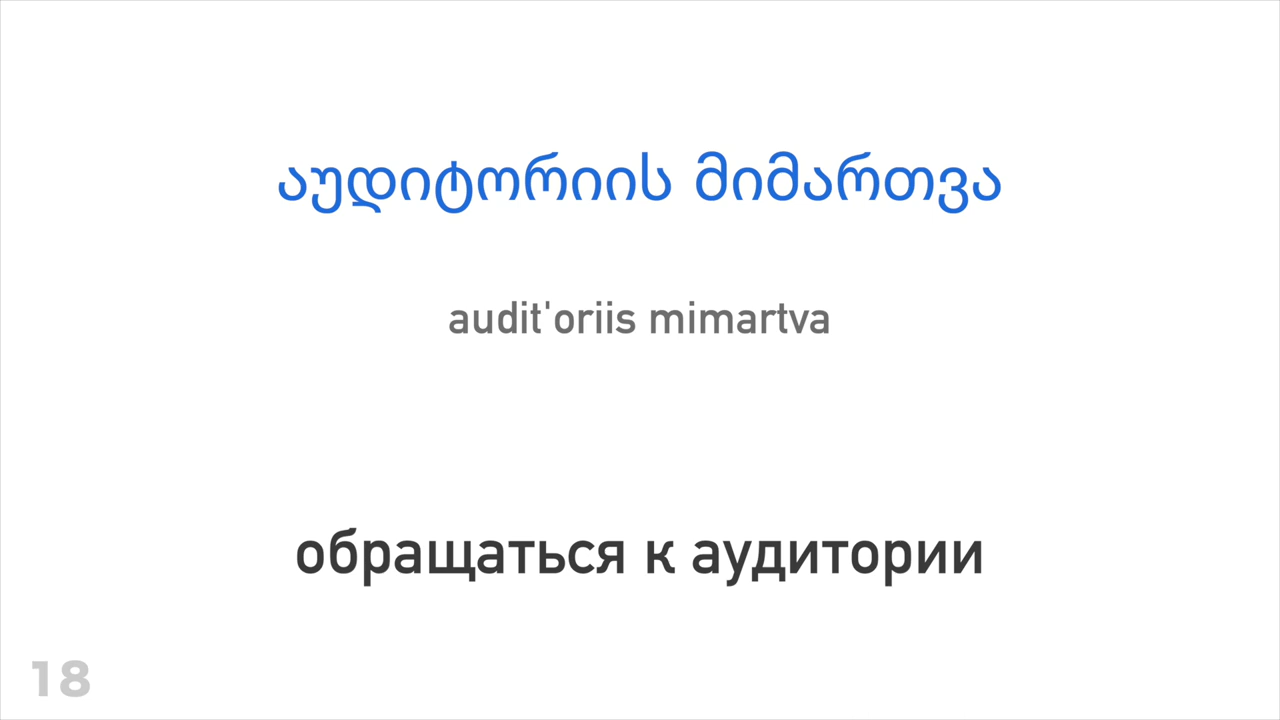 აუდიტორიის მიმართვა
audit'oriis mimartva
обращаться к аудитории
18